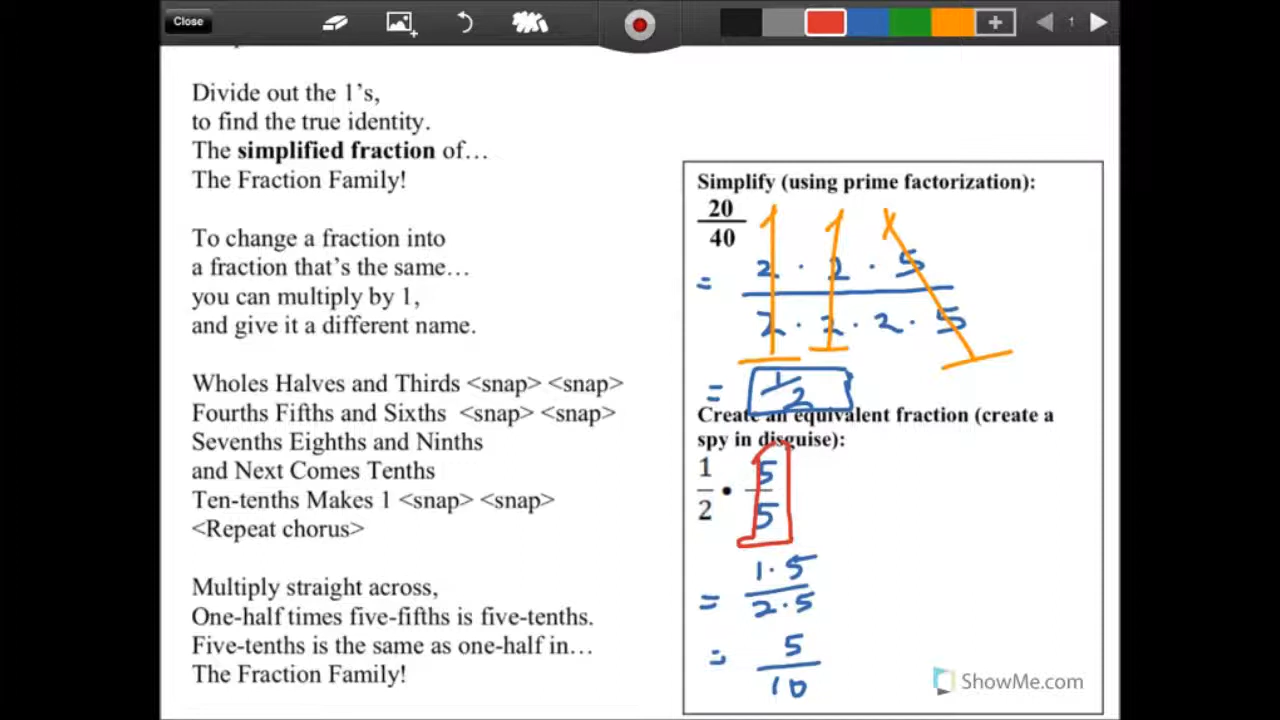 Close
1
Divide out the 1's,
to find the true identity.
The simplified fraction of…
The Fraction Family!
To change a fraction into
a fraction that's the same…
you can multiply by 1,
and give it a different name.
Wholes Halves and Thirds <snap> <snap>
Fourths Fifths and Sixths <snap> <snap>
Sevenths Eighths and Ninths
and Next Comes Tenths
Ten-tenths Makes 1 <snap> <snap>
<Repeat chorus>
Multiply straight across,
One-half times five-fifths is five-tenths.
Five-tenths is the same as one-half in…
The Fraction Family!
Simplify (using prime factorization):
20
40
2 · 2 · 5
=
2 · 2 · 2 · 5
= 1/2
Create an equivalent fraction (create a
spy in disguise):
1 5
2 • 5
1 · 5
=
2 · 5
5
=
10
ShowMe.com